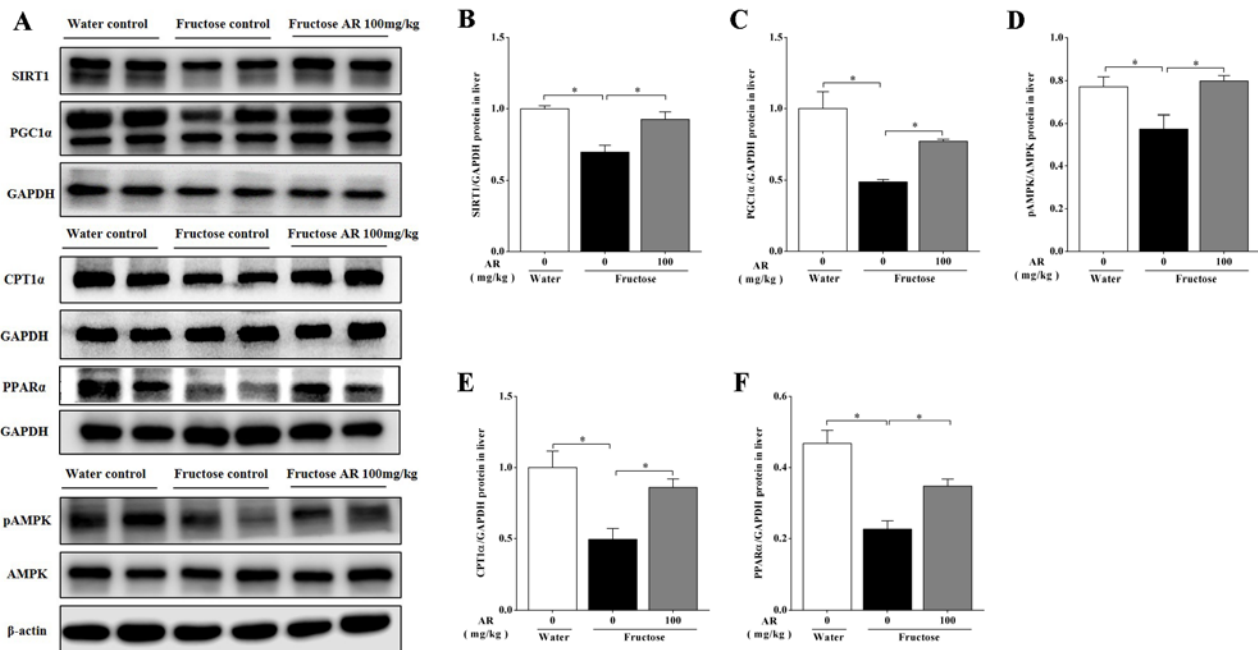 A
Water control Fructose control Fructose AR 100mg/kg
SIRT1
PGC1α
GAPDH
Water control Fructose control Fructose AR 100mg/kg
CPT1α
GAPDH
PPARα
GAPDH
Water control Fructose control Fructose AR 100mg/kg
pAMPK
AMPK
β-actin
B
SIRT1/GAPDH protein in liver
1.5
1.0
0.5
0.0
* *
AR 0 0 100
( mg/kg ) Water Fructose
C
PGC1α/GAPDH protein in liver
1.5
1.0
0.5
0.0
* *
AR 0 0 100
( mg/kg ) Water Fructose
D
pAMPK/AMPK protein in liver
1.0
0.8
0.6
0.4
0.2
0.0
* *
AR 0 0 100
( mg/kg ) Water Fructose
E
CPT1α/GAPDH protein in liver
1.5
1.0
0.5
0.0
* *
AR 0 0 100
( mg/kg ) Water Fructose
F
PPARα/GAPDH protein in liver
0.6
0.4
0.2
0.0
* *
AR 0 0 100
( mg/kg ) Water Fructose